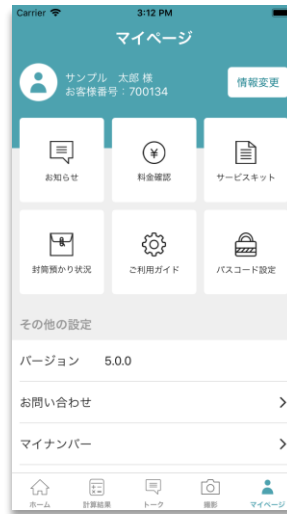 Carrier 3:12 PM
マイページ
サンプル 太郎 様
お客様番号：700134
情報変更
お知らせ
料金確認
サービスキット
封筒預かり状況
ご利用ガイド
パスコード設定
その他の設定
バージョン 5.0.0
お問い合わせ
マイナンバー
ホーム
計算結果
トーク
撮影
マイページ